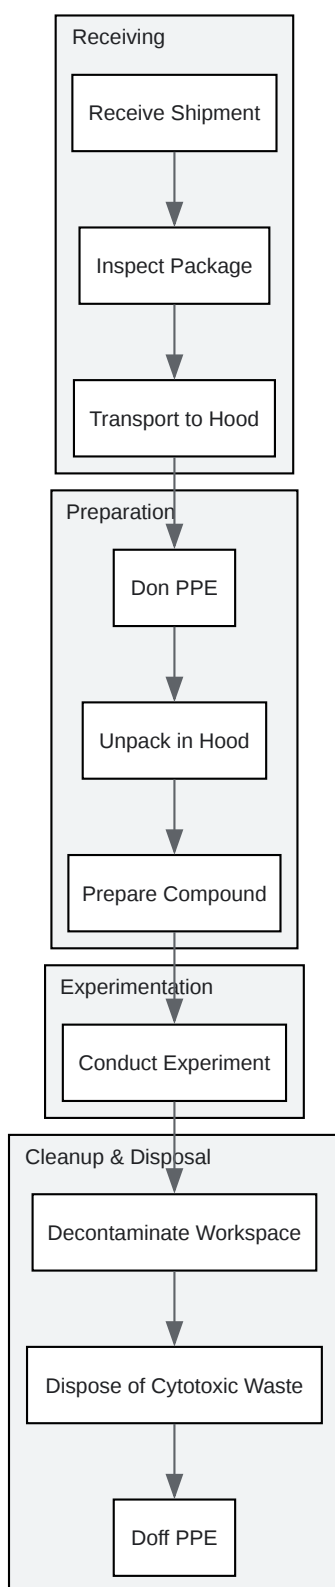 Receiving
Receive Shipment
Inspect Package
Transport to Hood
Preparation
Don PPE
Unpack in Hood
Prepare Compound
Experimentation
Conduct Experiment
Cleanup & Disposal
Decontaminate Workspace
Dispose of Cytotoxic Waste
Doff PPE